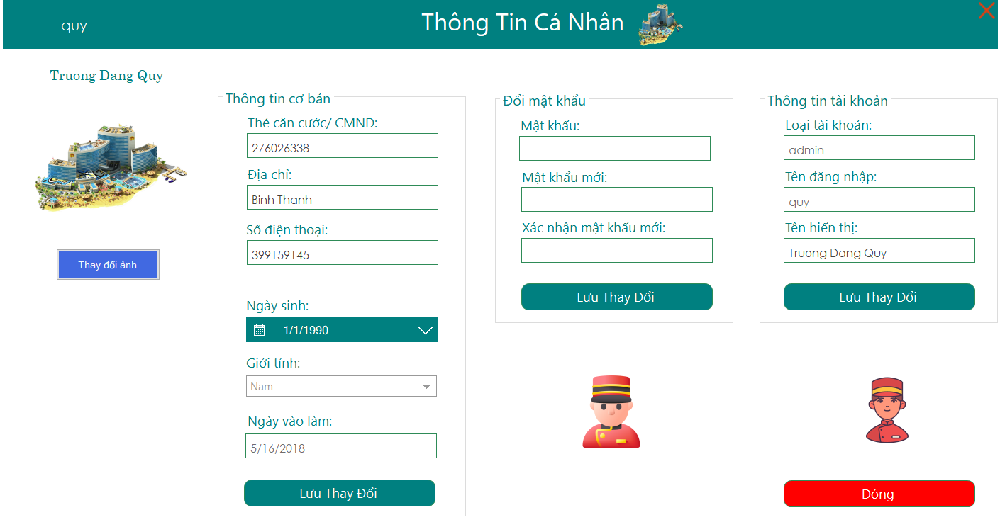 quy
Thông Tin Cá Nhân
Truong Dang Quy
Thay đổi ảnh
Thông tin cơ bản
Thẻ căn cước/ CMND:
276026338
Địa chỉ:
Binh Thanh
Số điện thoại:
399159145
Ngày sinh:
1/1/1990
Giới tính:
Nam
Ngày vào làm:
5/16/2018
Lưu Thay Đổi
Đổi mật khẩu
Mật khẩu:
Mật khẩu mới:
Xác nhận mật khẩu mới:
Lưu Thay Đổi
Thông tin tài khoản
Loại tài khoản:
admin
Tên đăng nhập:
quy
Tên hiển thị:
Truong Dang Quy
Lưu Thay Đổi
Đóng